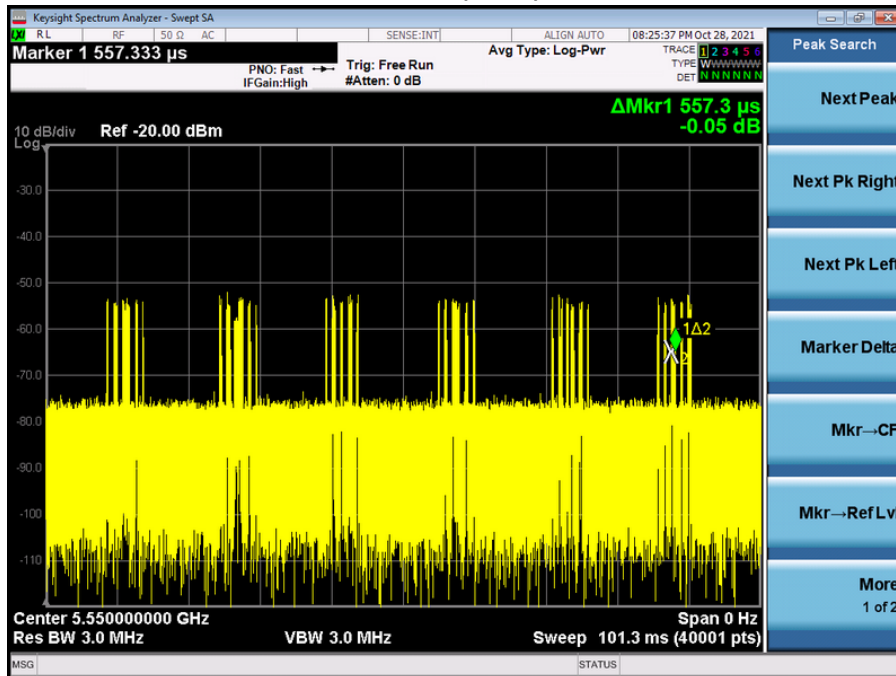 Keysight Spectrum Analyzer - Swept SA
LXI RL RF 50 Ω AC SENSE:INT ALIGN AUTO 08:25:37 PM Oct 28, 2021
Marker 1 557.333 µs
PNO: Fast
IFGain:High
Trig: Free Run
#Atten: 0 dB
Avg Type: Log-Pwr
TRACE 1 2 3 4 5 6
TYPE WWWWWW
DET N N N N N N
Peak Search
Next Peak
Next Pk Right
Next Pk Left
Marker Delta
Mkr→CF
Mkr→Ref Lvl
More
1 of 2
ΔMkr1 557.3 µs
-0.05 dB
10 dB/div Ref -20.00 dBm
Log
-30.0
-40.0
-50.0
-60.0
-70.0
-80.0
-90.0
-100
-110
1Δ2
2
Center 5.550000000 GHz Span 0 Hz
Res BW 3.0 MHz VBW 3.0 MHz Sweep 101.3 ms (40001 pts)
MSG STATUS